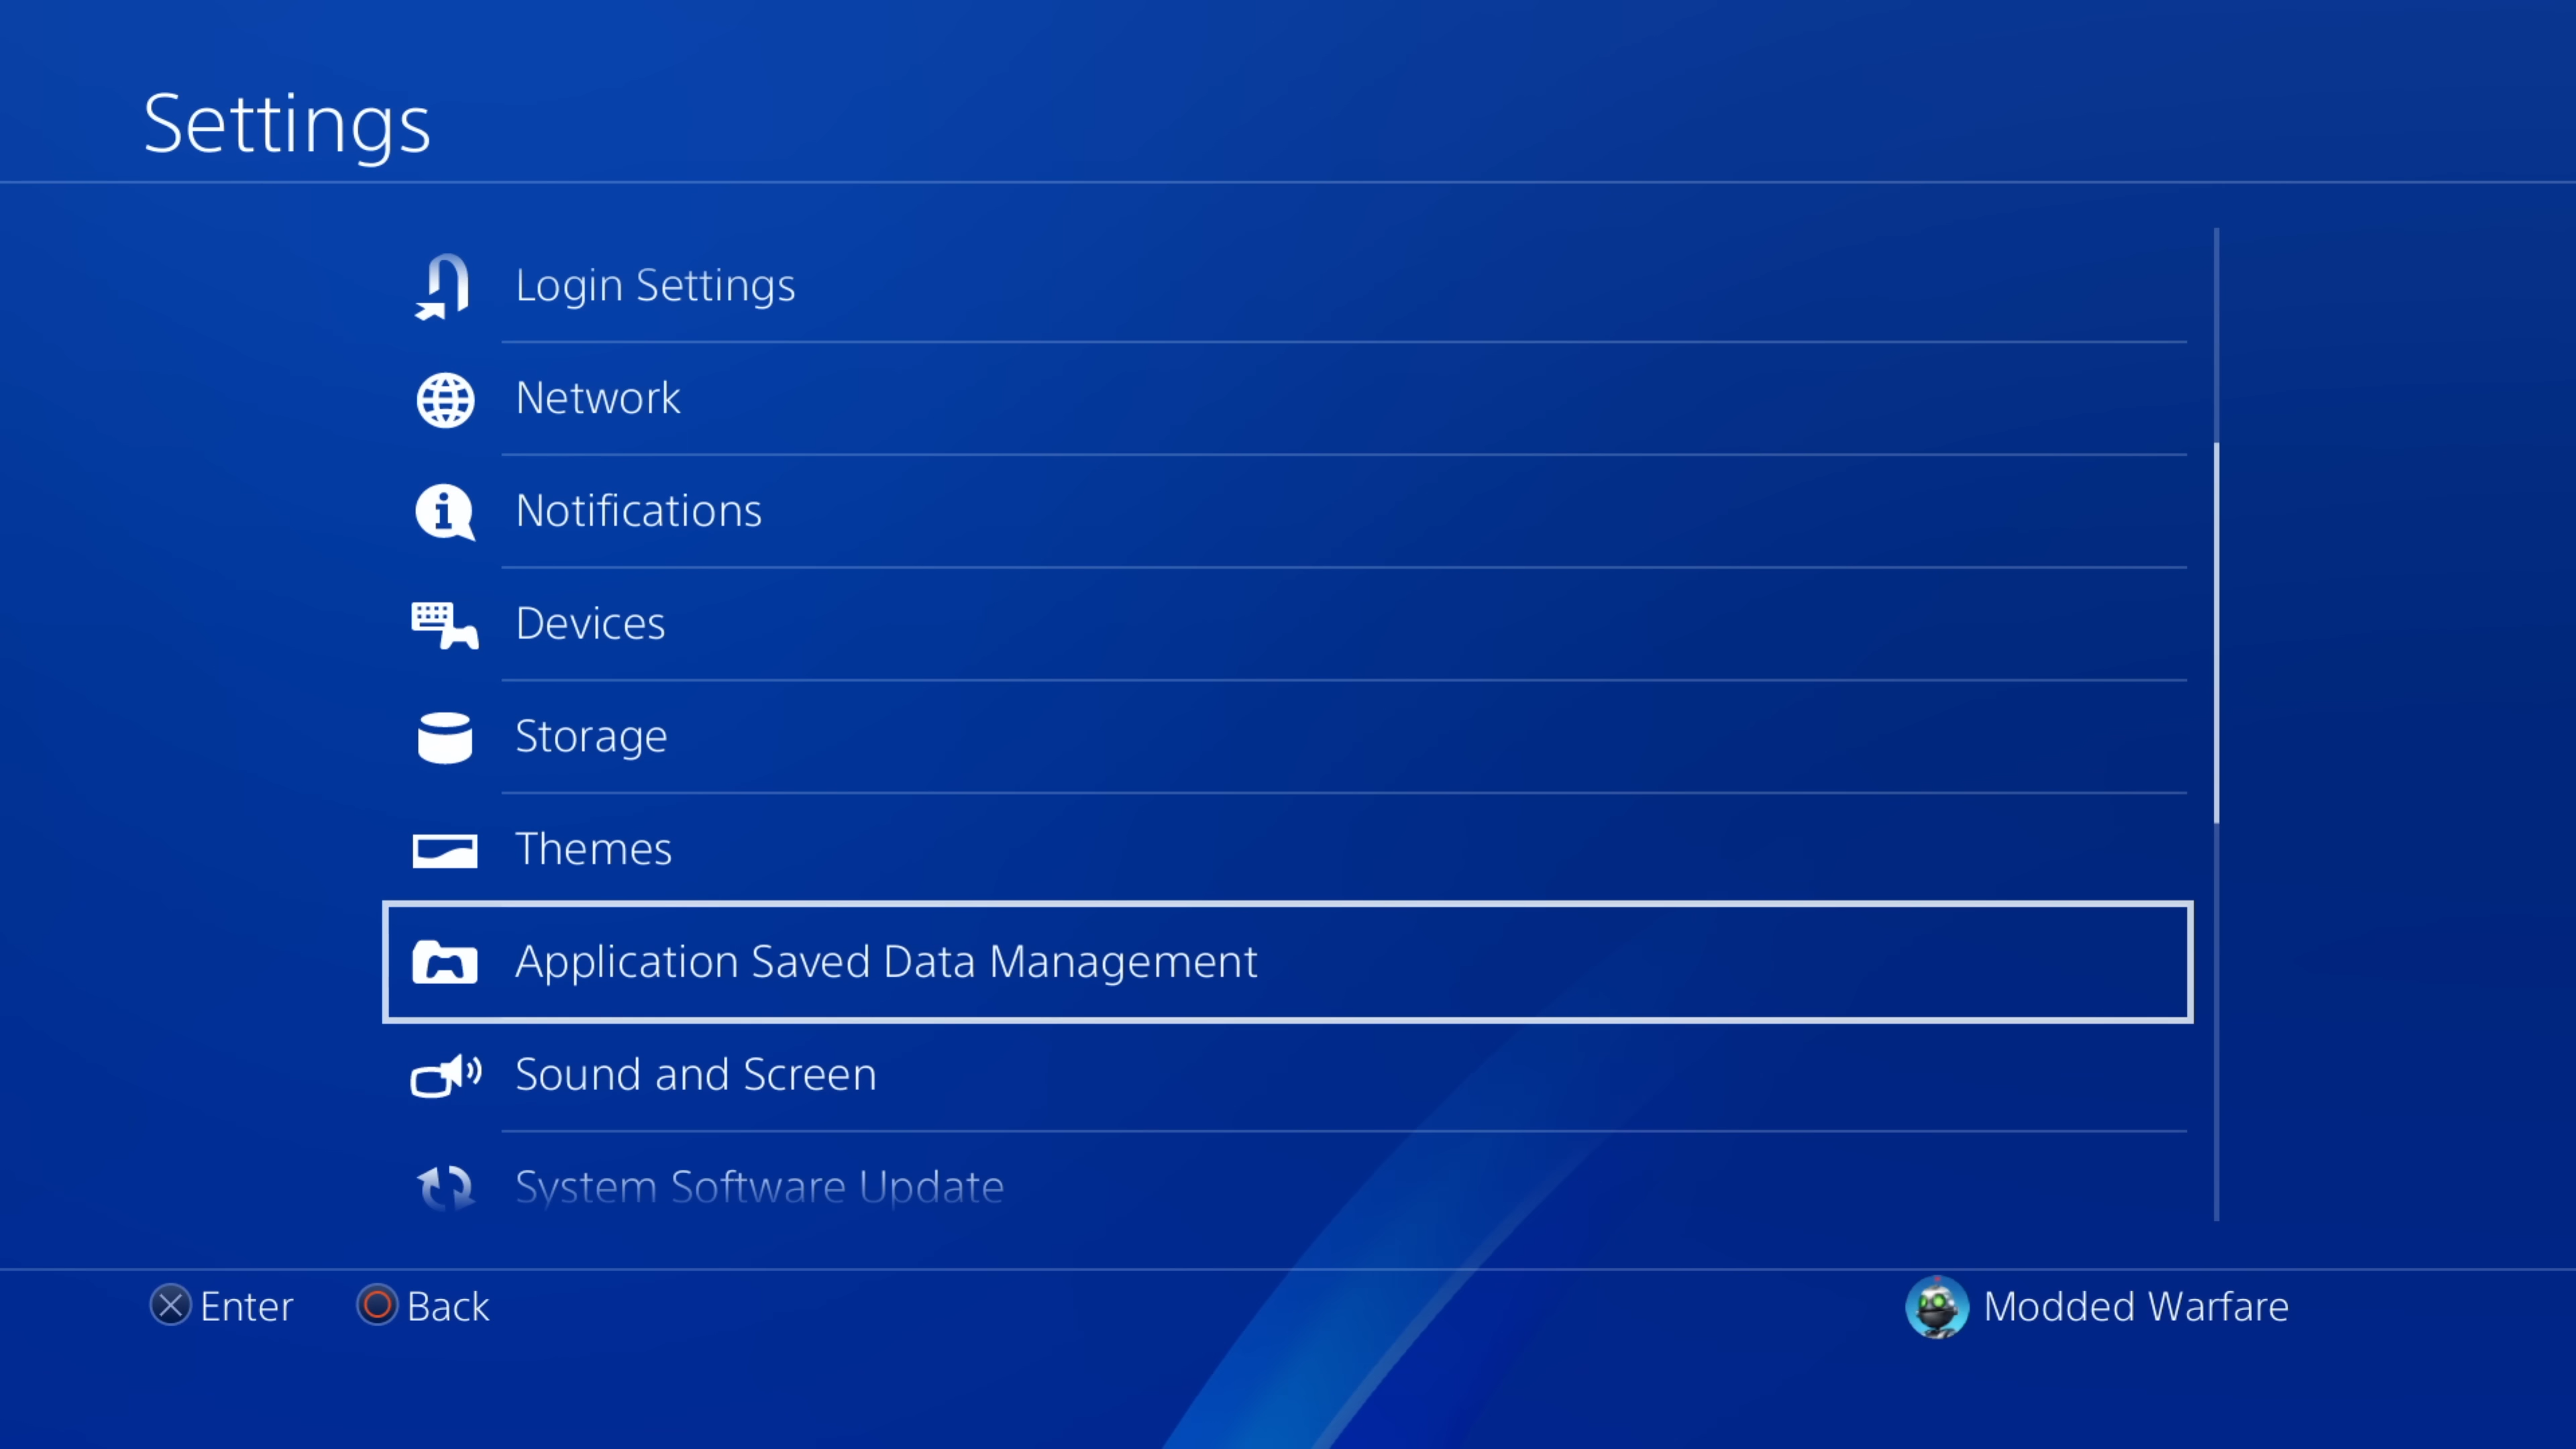 Settings
Login Settings
Network
Notifications
Devices
Storage
Themes
Application Saved Data Management
Sound and Screen
System Software Update
Enter Back Modded Warfare